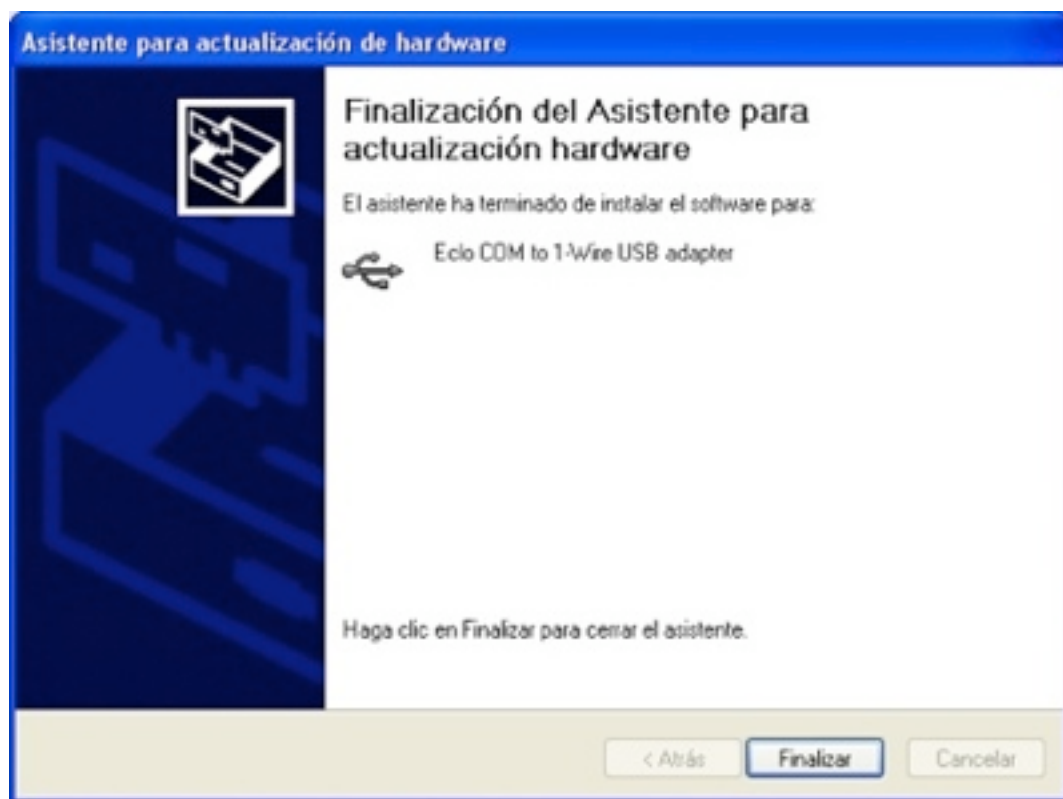 Asistente para actualización de hardware
Finalización del Asistente para
actualización hardware
El asistente ha terminado de instalar el software para:
Eclo COM to 1-Wire USB adapter
Haga clic en Finalizar para cerrar el asistente.
< Atrás
Finalizar
Cancelar